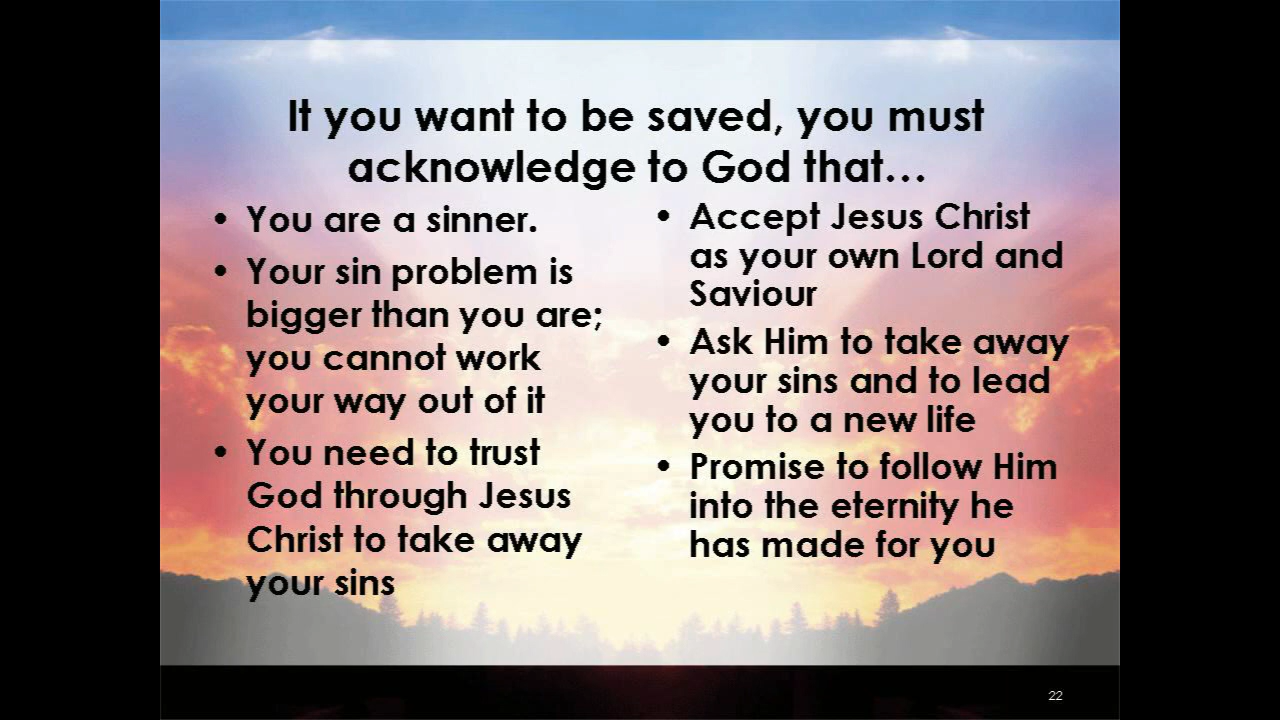 It you want to be saved, you must
acknowledge to God that…
• You are a sinner.
• Your sin problem is
bigger than you are;
you cannot work
your way out of it
• You need to trust
God through Jesus
Christ to take away
your sins
• Accept Jesus Christ
as your own Lord and
Saviour
• Ask Him to take away
your sins and to lead
you to a new life
• Promise to follow Him
into the eternity he
has made for you
22